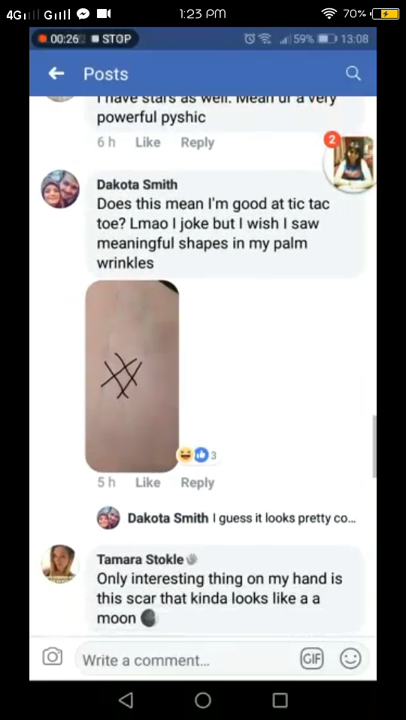 4G
1:23 PM
70%
00:26 STOP
59% 13:08
Posts
I have stars as well. Mean ur a very
powerful pyshic
6 h Like Reply
2
Dakota Smith
Does this mean I'm good at tic tac
toe? Lmao I joke but I wish I saw
meaningful shapes in my palm
wrinkles
3
5 h Like Reply
Dakota Smith I guess it looks pretty co...
Tamara Stokle
Only interesting thing on my hand is
this scar that kinda looks like a a
moon
Write a comment...
GIF